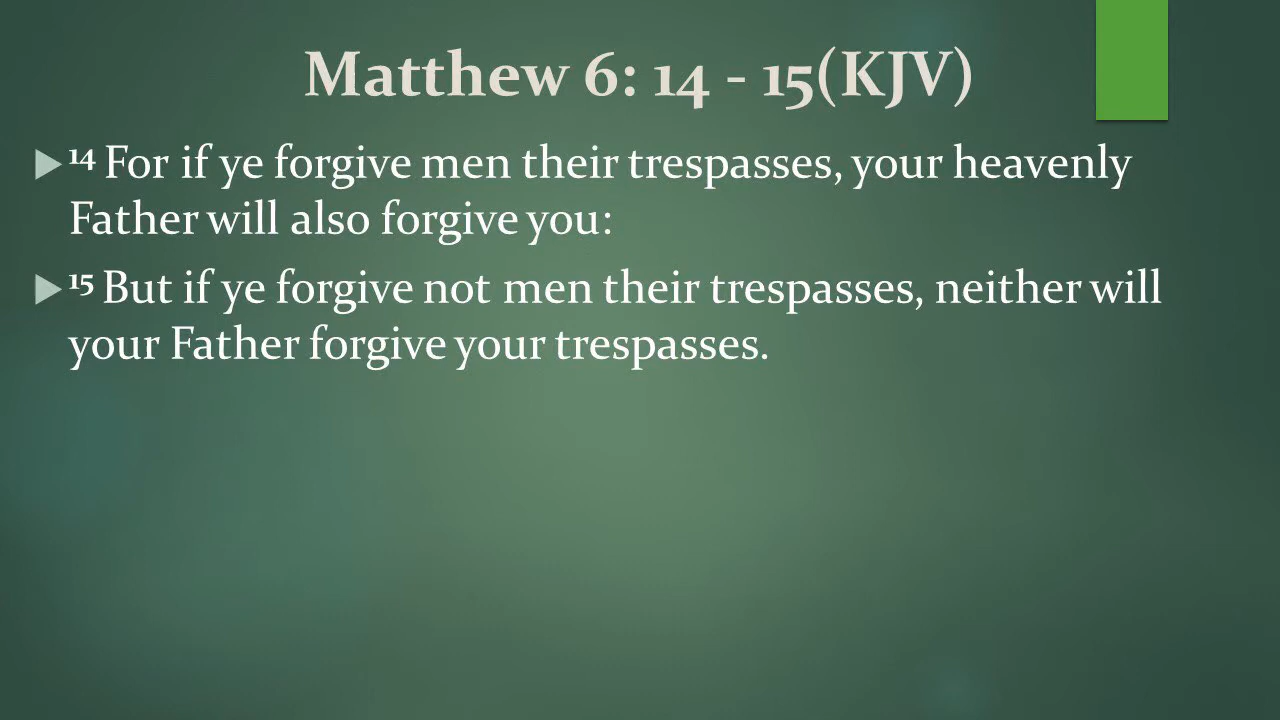 Matthew 6: 14 - 15(KJV)
14 For if ye forgive men their trespasses, your heavenly
Father will also forgive you:
15 But if ye forgive not men their trespasses, neither will
your Father forgive your trespasses.